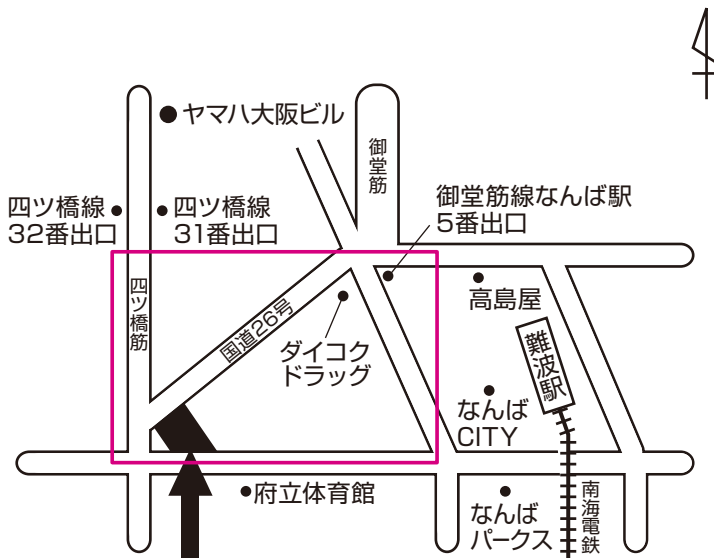 ヤマハ大阪ビル
御堂筋
四ツ橋線
32番出口
四ツ橋線
31番出口
御堂筋線なんば駅
5番出口
四ツ橋筋
国道26号
高島屋
ダイコク
ドラッグ
難波駅
なんば
CITY
府立体育館
なんば
パークス
南海電鉄